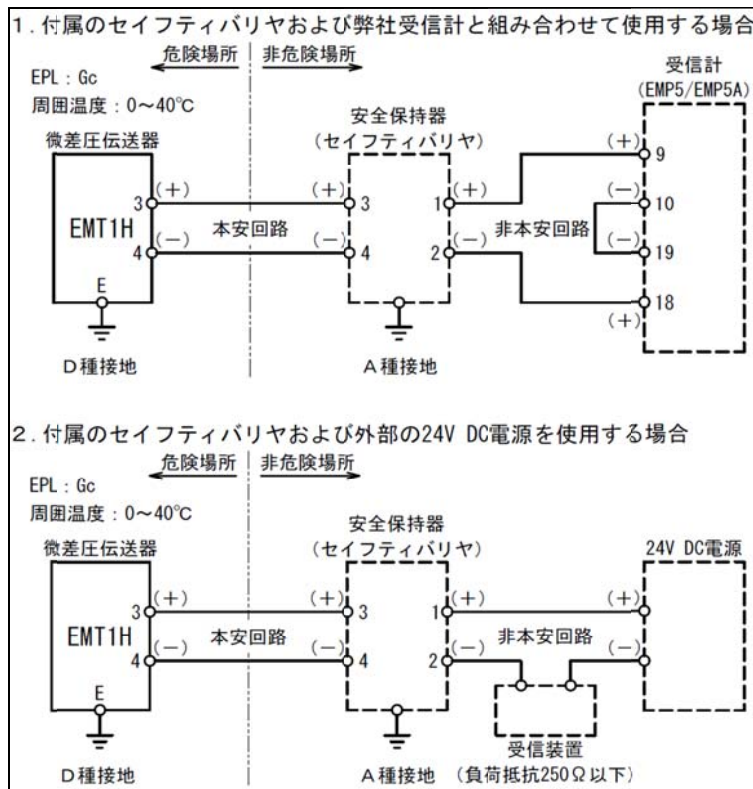 1.付属のセイフティバリヤおよび弊社受信計と組み合わせて使用する場合
危険場所 非危険場所
EPL：Gc
周囲温度：0～40℃
微差圧伝送器
安全保持器
(セイフティバリヤ)
受信計
(EMP5/EMP5A)
EMT1H
3 (+)
4 (－)
E
D種接地
本安回路
(+) 3
(－) 4
1 (+)
2 (－)
A種接地
非本安回路
(+) 9
(－) 10
(－) 19
(+) 18
2.付属のセイフティバリヤおよび外部の24V DC電源を使用する場合
危険場所 非危険場所
EPL：Gc
周囲温度：0～40℃
微差圧伝送器
安全保持器
(セイフティバリヤ)
24V DC電源
EMT1H
3 (+)
4 (－)
E
D種接地
本安回路
(+) 3
(－) 4
1 (+)
2 (－)
A種接地
非本安回路
(+)
(－)
受信装置
(負荷抵抗250Ω以下)